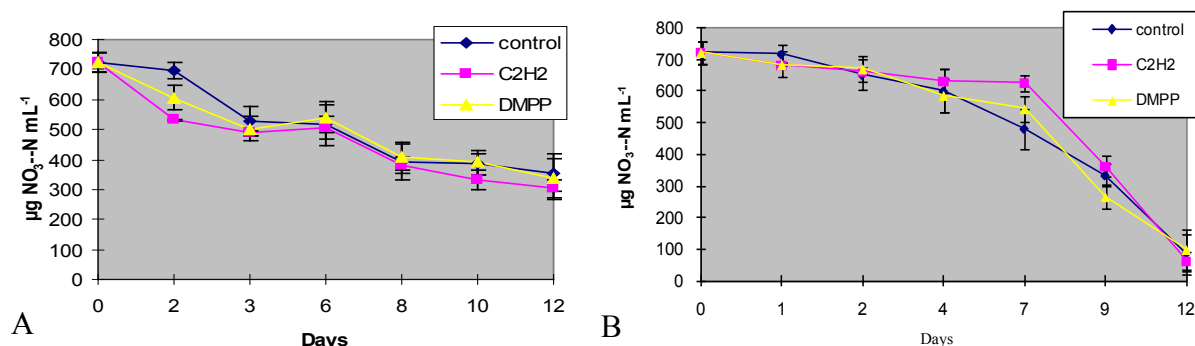 800
700
600
500
400
300
200
100
0
µg NO3--N mL-1
0 2 3 6 8 10 12
Days
control
C2H2
DMPP
A
800
700
600
500
400
300
200
100
0
µg NO3--N mL-1
0 1 2 4 7 9 12
Days
control
C2H2
DMPP
B